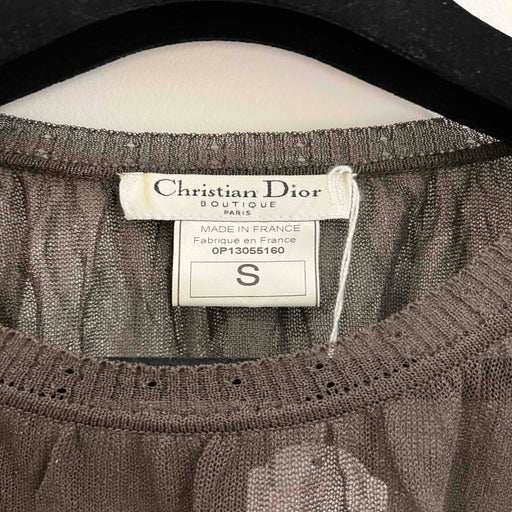 Christian Dior
BOUTIQUE
PARIS
MADE IN FRANCE
Fabriqué en France
0P13055160
S